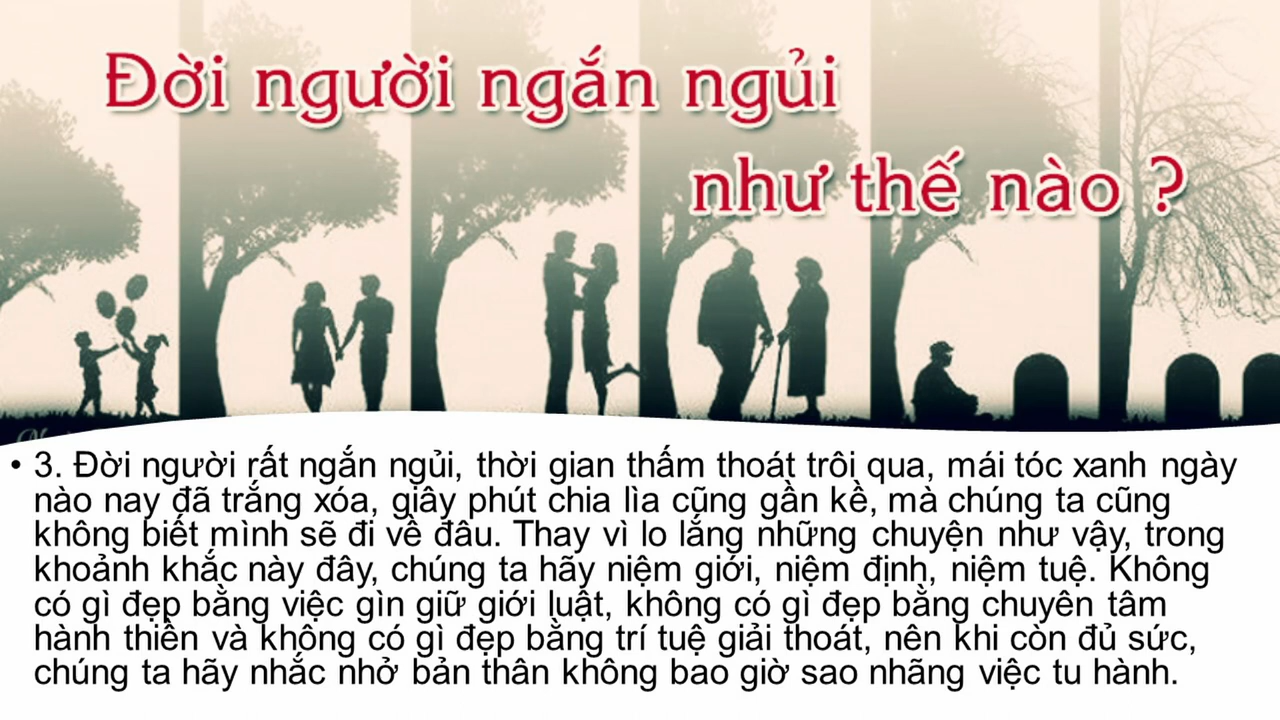 Đời người ngắn ngủi
như thế nào ?
• 3. Đời người rất ngắn ngủi, thời gian thấm thoát trôi qua, mái tóc xanh ngày
nào nay đã trắng xóa, giây phút chia lìa cũng gần kề, mà chúng ta cũng
không biết mình sẽ đi về đâu. Thay vì lo lắng những chuyện như vậy, trong
khoảnh khắc này đây, chúng ta hãy niệm giới, niệm định, niệm tuệ. Không
có gì đẹp bằng việc gìn giữ giới luật, không có gì đẹp bằng chuyên tâm
hành thiền và không có gì đẹp bằng trí tuệ giải thoát, nên khi còn đủ sức,
chúng ta hãy nhắc nhở bản thân không bao giờ sao nhãng việc tu hành.